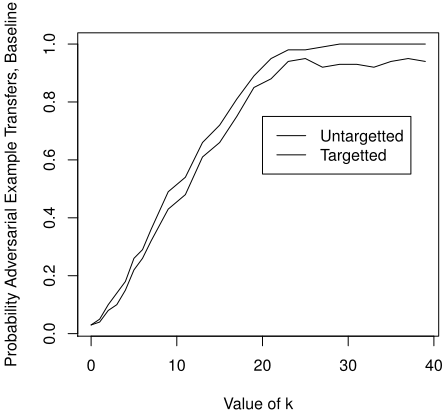 Probability Adversarial Example Transfers, Baseline
1.0
0.8
0.6
0.4
0.2
0.0
Untargetted
Targetted
0 10 20 30 40
Value of k